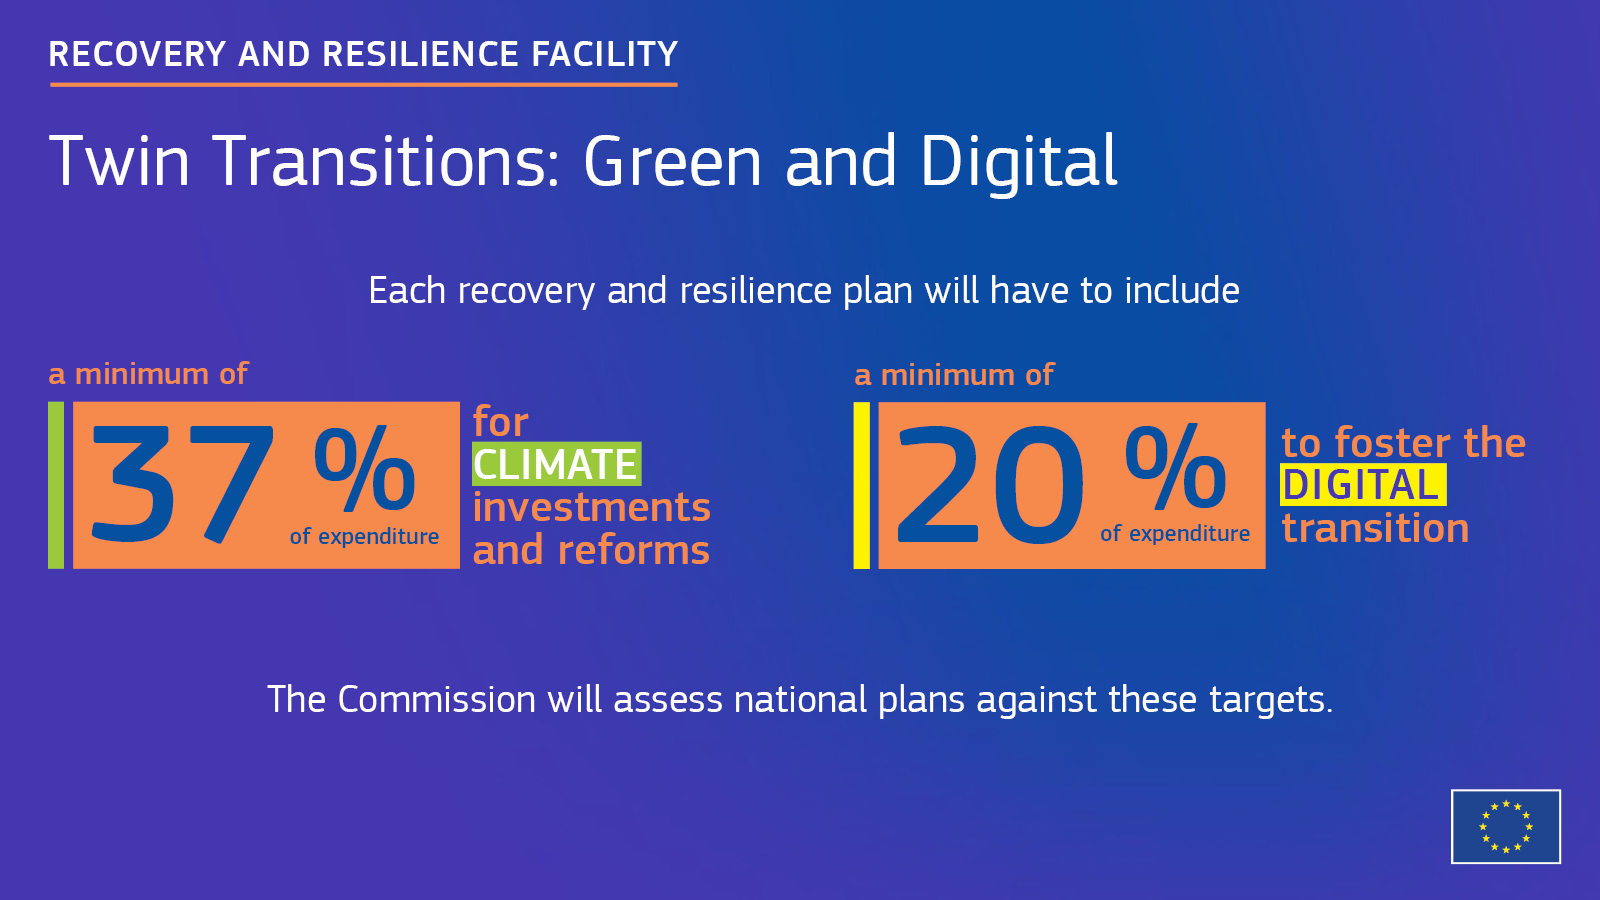 RECOVERY AND RESILIENCE FACILITY
Twin Transitions: Green and Digital
Each recovery and resilience plan will have to include
a minimum of
37 %
of expenditure
for
CLIMATE
investments
and reforms
a minimum of
20 %
of expenditure
to foster the
DIGITAL
transition
The Commission will assess national plans against these targets.